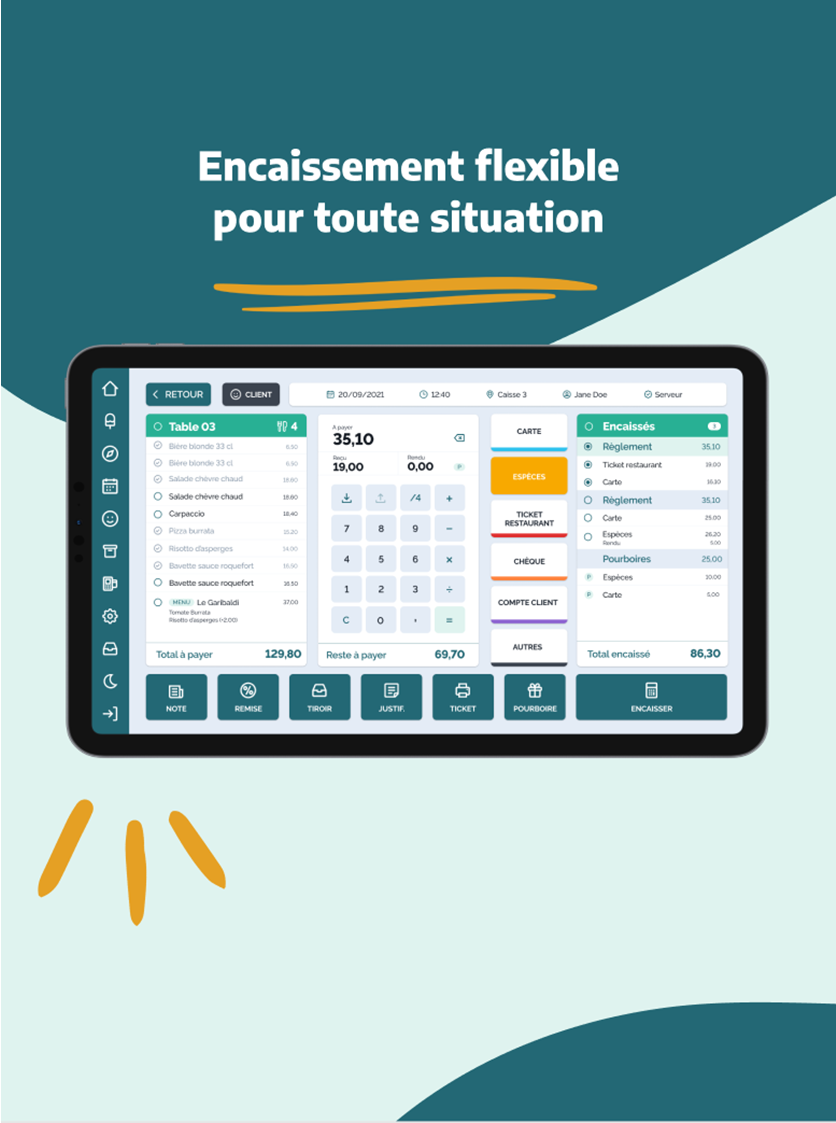 Encaissement flexible
pour toute situation
RETOUR
CLIENT
20/09/2021
12:40
Caisse 3
Jane Doe
Serveur
Table 03 4
Bière blonde 33 cl 6.50
Bière blonde 33 cl 6.50
Salade chèvre chaud 18.60
Salade chèvre chaud 18.60
Carpaccio 18,40
Pizza burrata 15.20
Risotto d'asperges 14.00
Bavette sauce roquefort 16.50
Bavette sauce roquefort 16.50
MENU Le Garibaldi 37.00
Tomate Burrata
Risotto d'asperges (+2.00)
Total à payer 129,80
A payer
35,10
Reçu
19,00
Rendu
0,00
P
/4 +
7 8 9 −
4 5 6 ×
1 2 3 ÷
C 0 , =
Reste à payer 69,70
CARTE
ESPÈCES
TICKET
RESTAURANT
CHÈQUE
COMPTE CLIENT
AUTRES
Encaissés
Règlement 35,10
Ticket restaurant 19.00
Carte 16,10
Règlement 35,10
Carte 25.00
Espèces 26,20
Rendu 5.00
Pourboires 25,00
P Espèces 10.00
P Carte 5.00
Total encaissé 86,30
NOTE
REMISE
TIROIR
JUSTIF.
TICKET
POURBOIRE
ENCAISSER